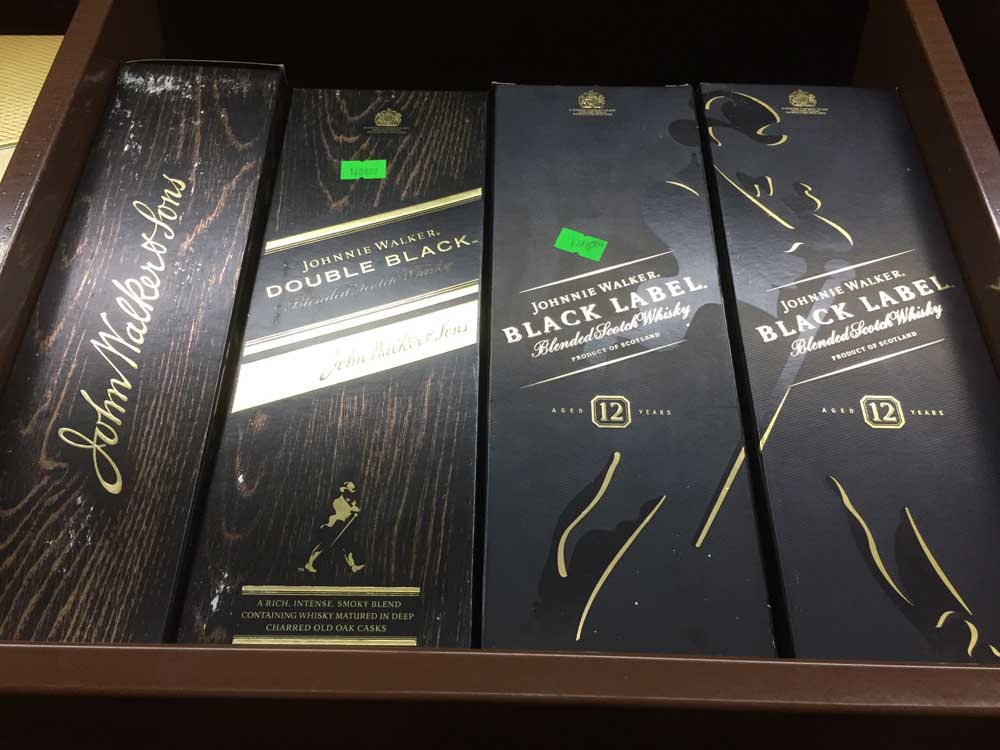 John Walker & Sons
JOHNNIE WALKER.
DOUBLE BLACK
Blended Scotch Whisky
John Walker & Sons
A RICH, INTENSE, SMOKY BLEND
CONTAINING WHISKY MATURED IN DEEP
CHARRED OLD OAK CASKS
JOHNNIE WALKER.
BLACK LABEL.
Blended Scotch Whisky
PRODUCT OF SCOTLAND
AGED 12 YEARS
JOHNNIE WALKER.
BLACK LABEL.
Blended Scotch Whisky
PRODUCT OF SCOTLAND
AGED 12 YEARS